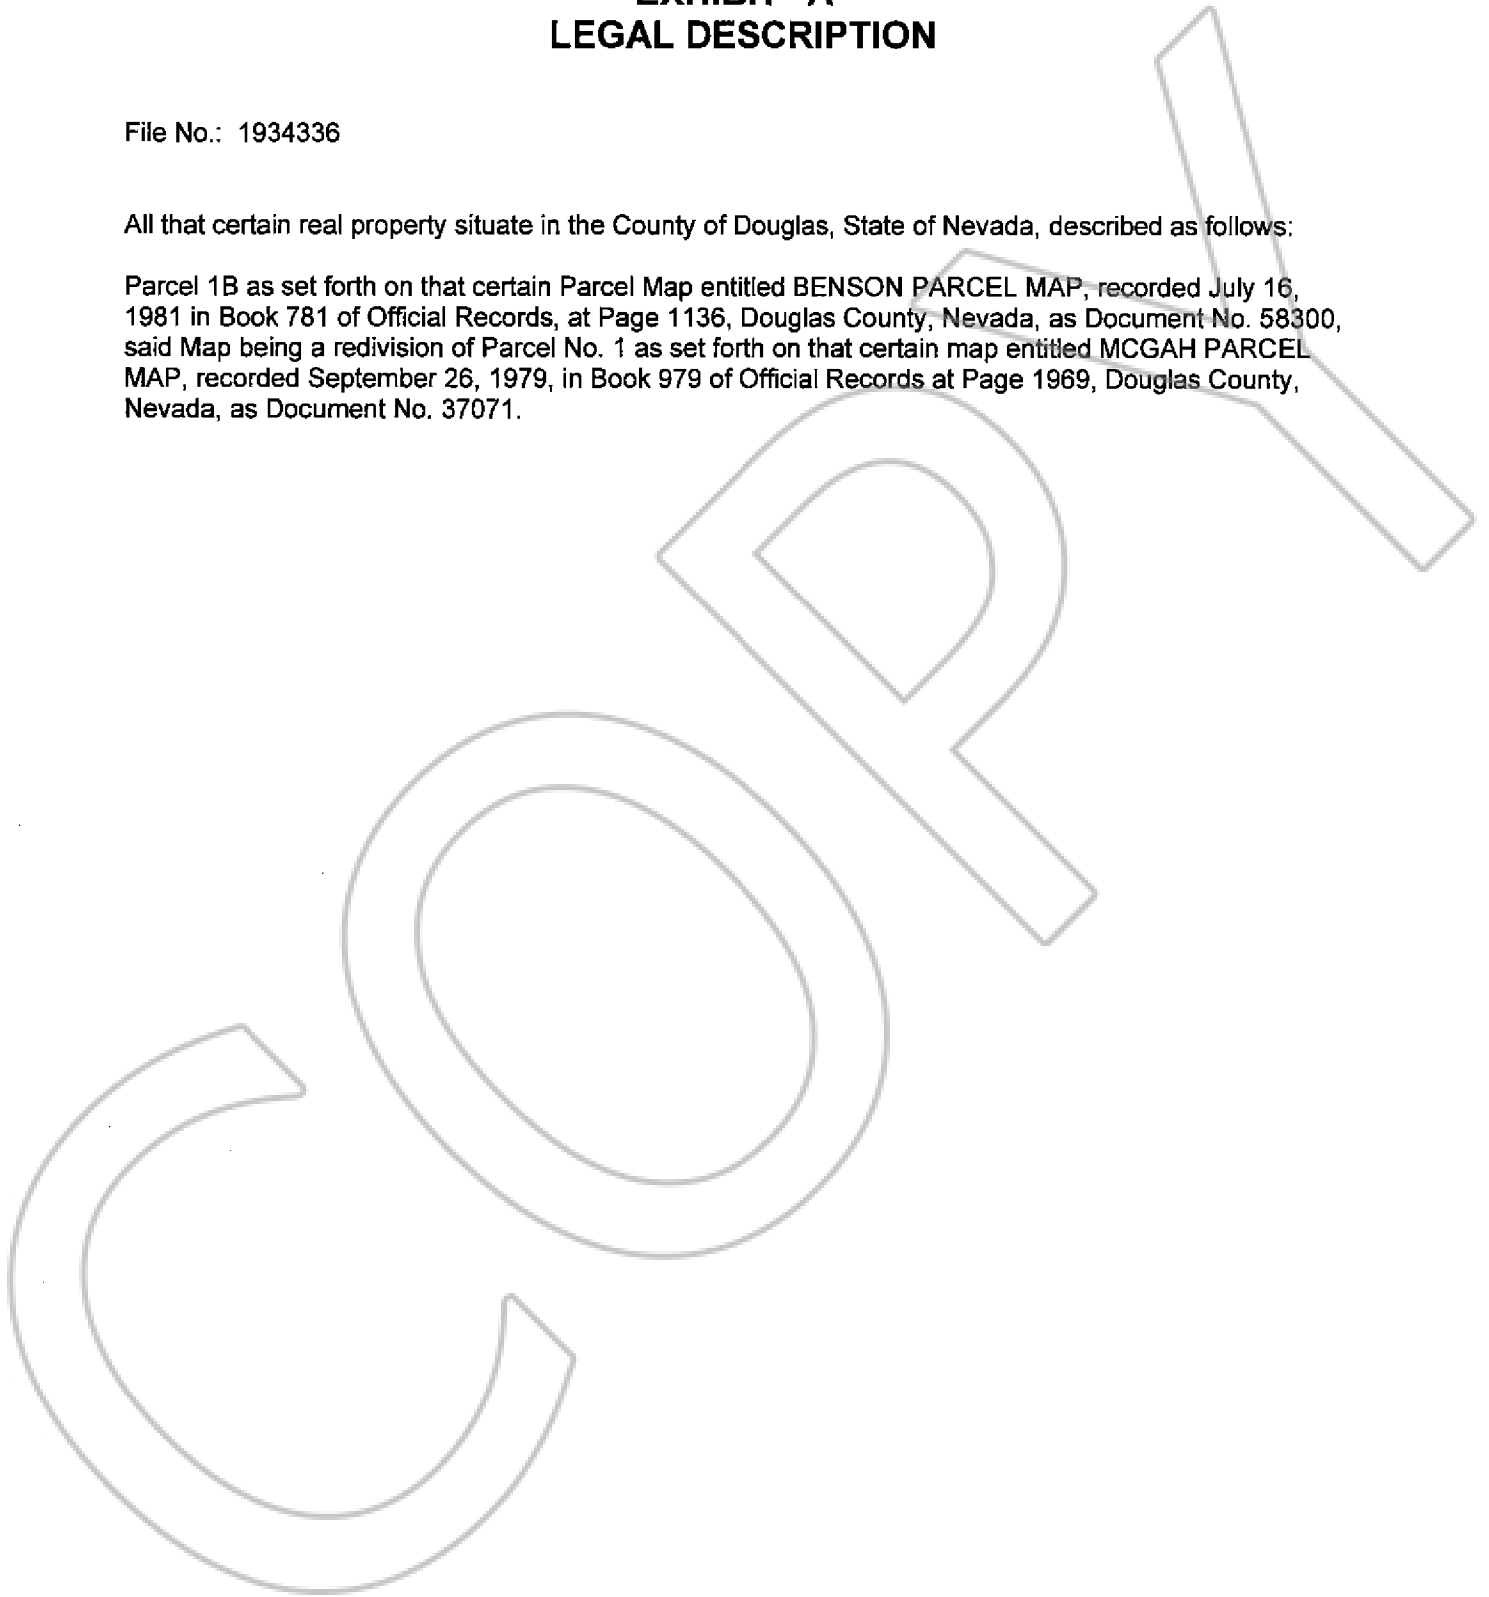 EXHIBIT "A"
LEGAL DESCRIPTION
File No.: 1934336
All that certain real property situate in the County of Douglas, State of Nevada, described as follows:
Parcel 1B as set forth on that certain Parcel Map entitled BENSON PARCEL MAP, recorded July 16,
1981 in Book 781 of Official Records, at Page 1136, Douglas County, Nevada, as Document No. 58300,
said Map being a redivision of Parcel No. 1 as set forth on that certain map entitled MCGAH PARCEL
MAP, recorded September 26, 1979, in Book 979 of Official Records at Page 1969, Douglas County,
Nevada, as Document No. 37071.
COPY